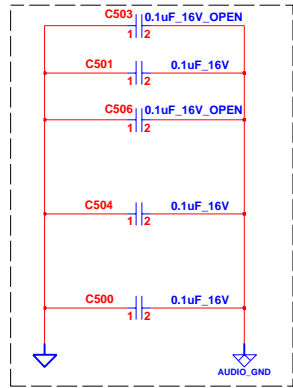 C503 0.1uF_16V_OPEN
1 2
C501 0.1uF_16V
1 2
C506 0.1uF_16V_OPEN
1 2
C504 0.1uF_16V
1 2
C500 0.1uF_16V
1 2
AUDIO_GND